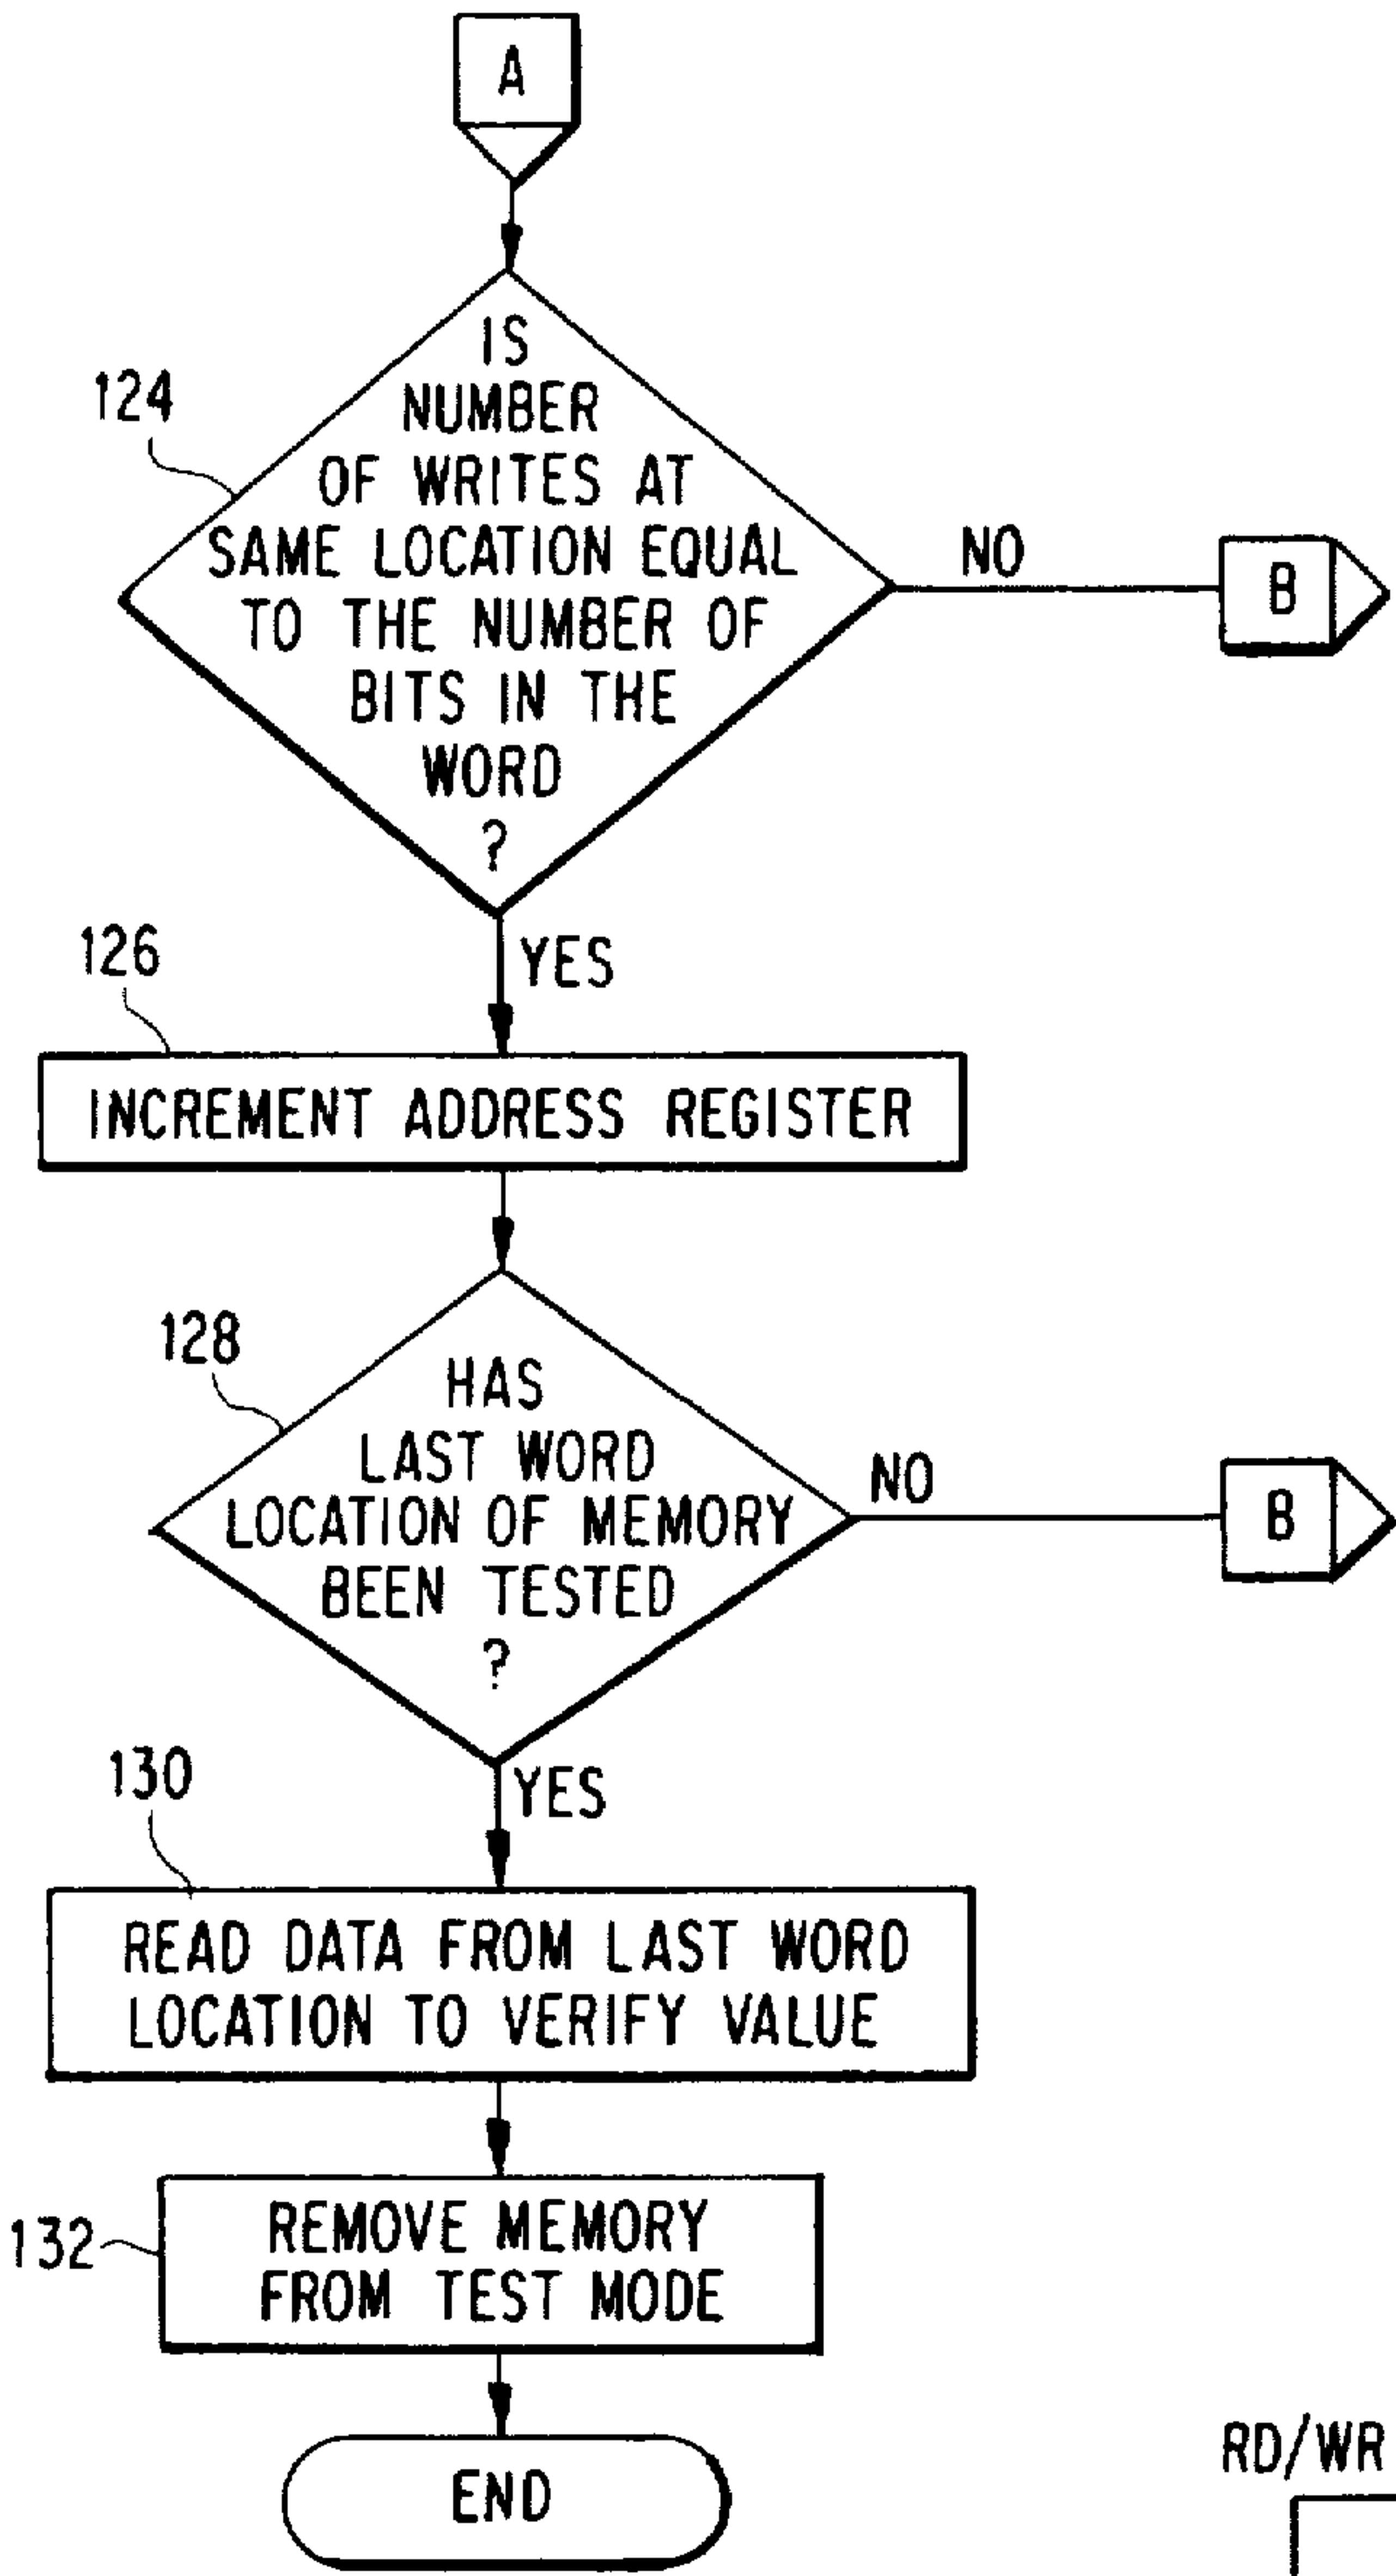 A
124
IS
NUMBER
OF WRITES AT
SAME LOCATION EQUAL
TO THE NUMBER OF
BITS IN THE
WORD
?
NO
B
YES
126
INCREMENT ADDRESS REGISTER
128
HAS
LAST WORD
LOCATION OF MEMORY
BEEN TESTED
?
NO
B
YES
130
READ DATA FROM LAST WORD
LOCATION TO VERIFY VALUE
132
REMOVE MEMORY
FROM TEST MODE
END
RD/WR